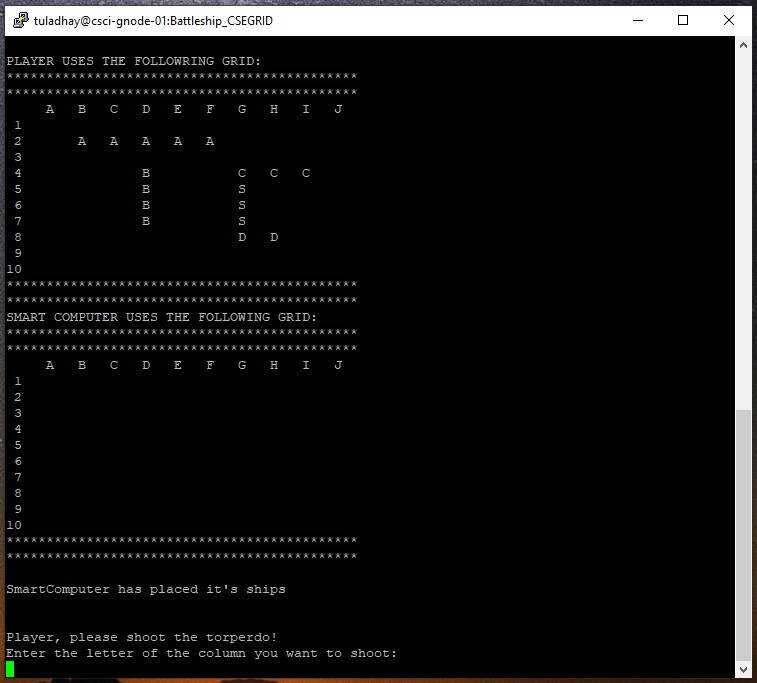 tuladhay@csci-gnode-01:Battleship_CSEGRID
PLAYER USES THE FOLLOWRING GRID:
********************************************
********************************************
A B C D E F G H I J
1
2 A A A A A
3
4 B C C C
5 B S
6 B S
7 B S
8 D D
9
10
********************************************
********************************************
SMART COMPUTER USES THE FOLLOWING GRID:
********************************************
********************************************
A B C D E F G H I J
1
2
3
4
5
6
7
8
9
10
********************************************
********************************************
SmartComputer has placed it's ships
Player, please shoot the torperdo!
Enter the letter of the column you want to shoot: